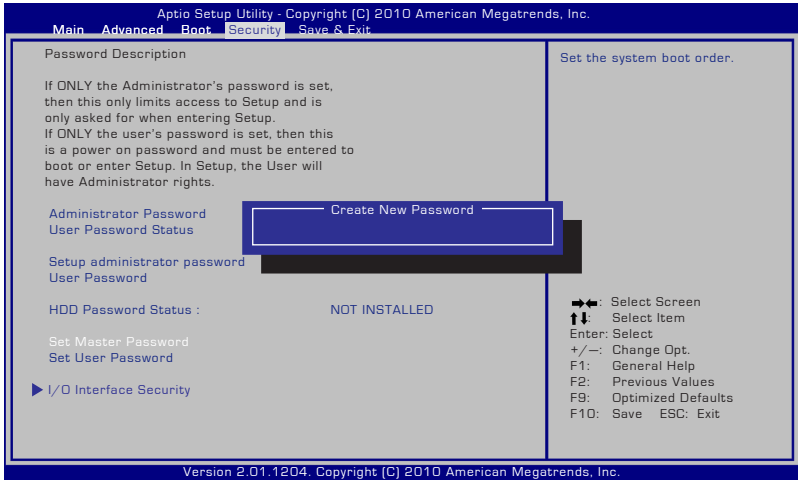 Aptio Setup Utility - Copyright (C) 2010 American Megatrends, Inc.
Main Advanced Boot Security Save & Exit
Password Description
If ONLY the Administrator's password is set,
then this only limits access to Setup and is
only asked for when entering Setup.
If ONLY the user's password is set, then this
is a power on password and must be entered to
boot or enter Setup. In Setup, the User will
have Administrator rights.
Administrator Password
User Password Status
Create New Password
Setup administrator password
User Password
HDD Password Status : NOT INSTALLED
Set Master Password
Set User Password
I/O Interface Security
Set the system boot order.
→←: Select Screen
↑↓: Select Item
Enter: Select
+/—: Change Opt.
F1: General Help
F2: Previous Values
F9: Optimized Defaults
F10: Save ESC: Exit
Version 2.01.1204. Copyright (C) 2010 American Megatrends, Inc.